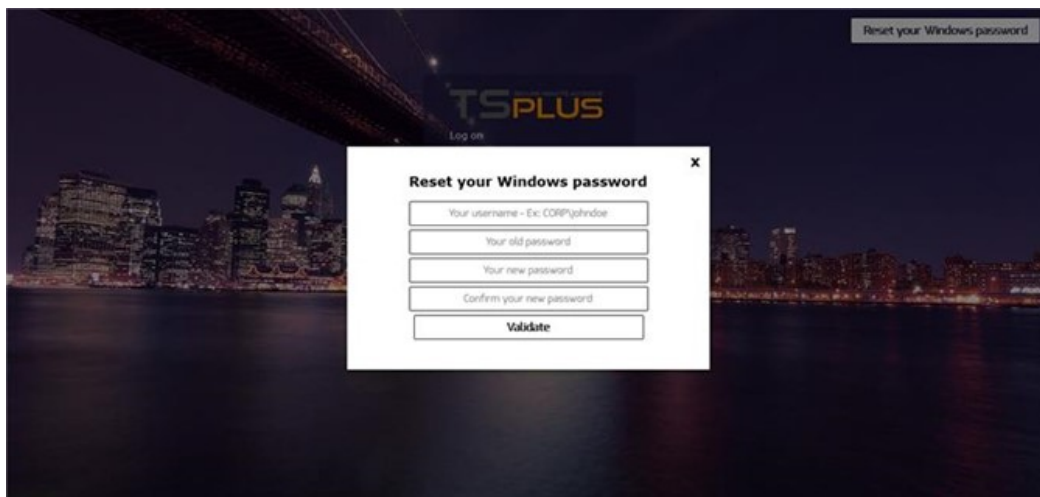 Reset your Windows password
TSPLUS
Log on
x
Reset your Windows password
Your username - Ex: CORP\johndoe
Your old password
Your new password
Confirm your new password
Validate